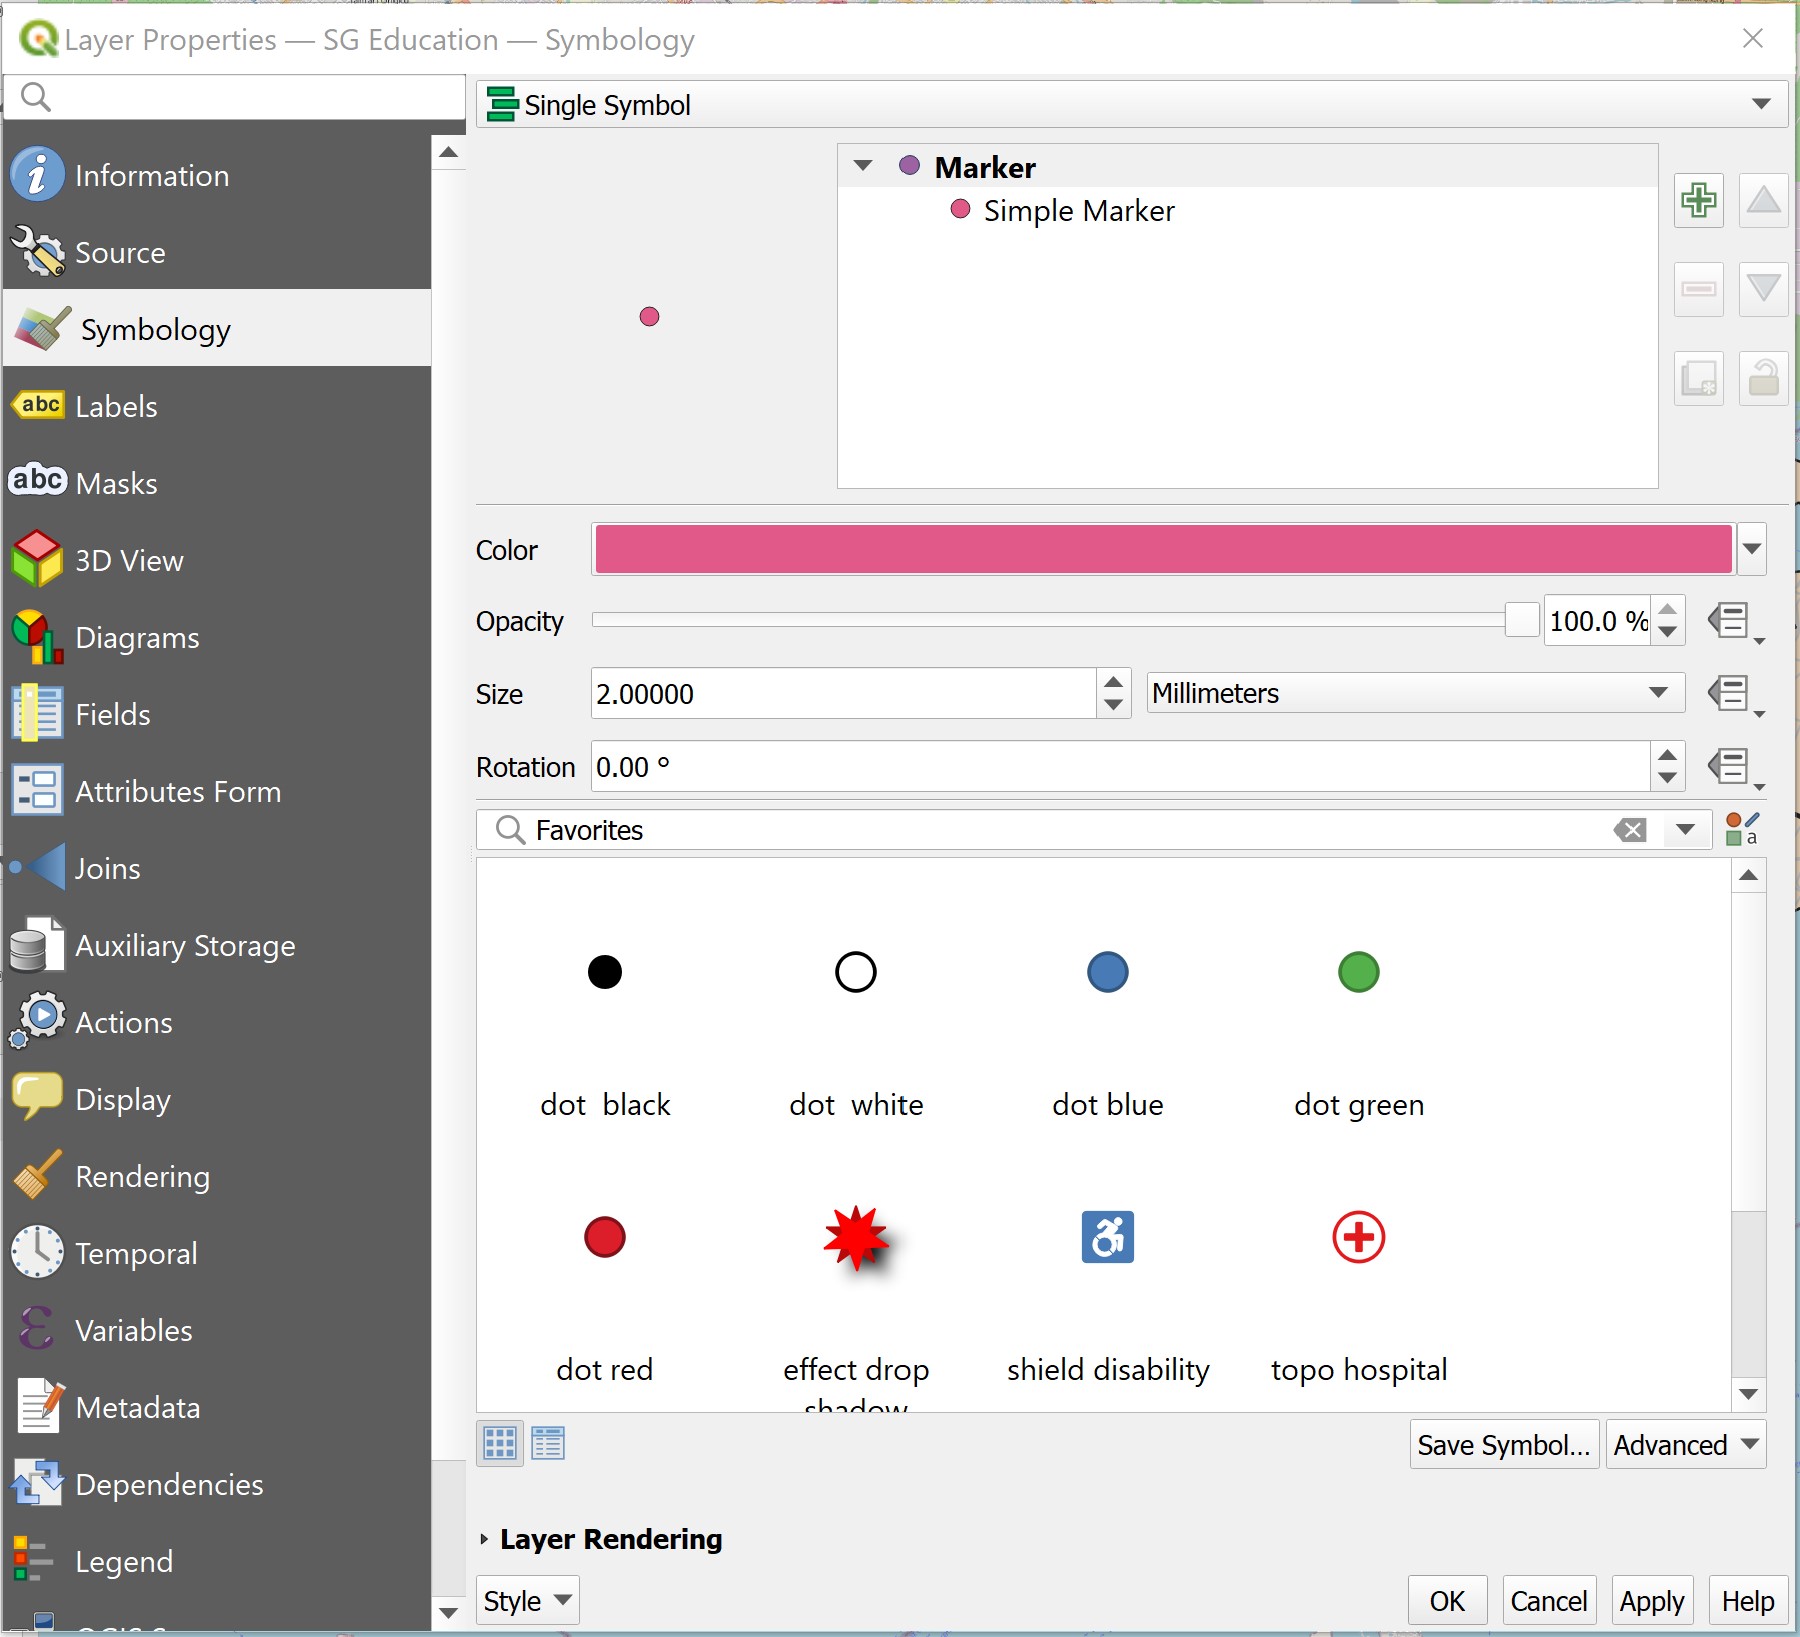 Layer Properties — SG Education — Symbology
Single Symbol
Information
Source
Symbology
abc Labels
abc Masks
3D View
Diagrams
Fields
Attributes Form
Joins
Auxiliary Storage
Actions
Display
Rendering
Temporal
Variables
Metadata
Dependencies
Legend
Marker
Simple Marker
Color
Opacity 100.0 %
Size 2.00000 Millimeters
Rotation 0.00 °
Favorites
dot  black dot  white dot blue dot green
dot red effect drop shield disability topo hospital
shadow
Save Symbol... Advanced
Layer Rendering
Style OK Cancel Apply Help